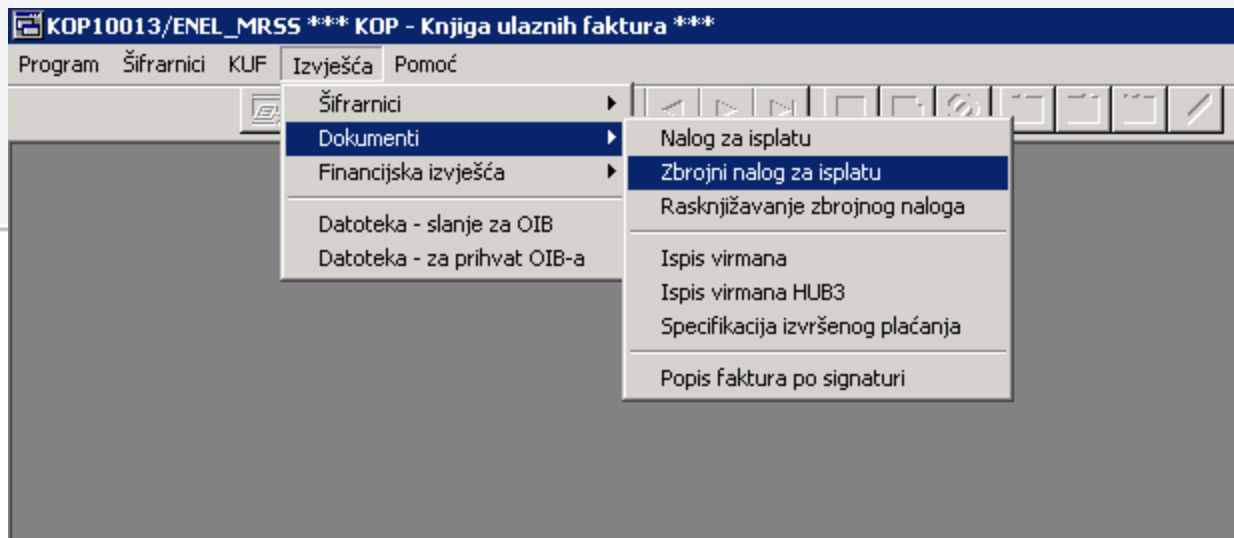 KOP10013/ENEL_MRSS *** KOP - Knjiga ulaznih faktura ***
Program Šifrarnici KUF Izvješća Pomoć
Šifrarnici
Dokumenti
Financijska izvješća
Datoteka - slanje za OIB
Datoteka - za prihvat OIB-a
Nalog za isplatu
Zbrojni nalog za isplatu
Rasknjižavanje zbrojnog naloga
Ispis virmana
Ispis virmana HUB3
Specifikacija izvršenog plaćanja
Popis faktura po signaturi